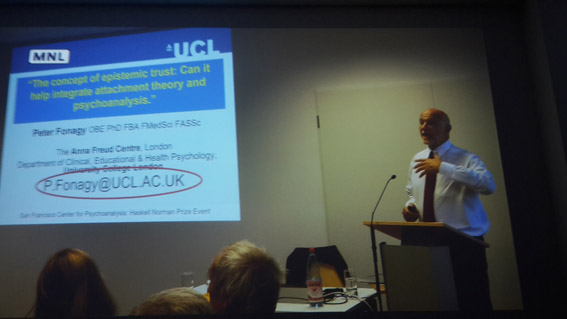 MNL
UCL
"The concept of epistemic trust: Can it
help integrate attachment theory and
psychoanalysis."
Peter Fonagy OBE PhD FBA FMedSci FASSc
The Anna Freud Centre, London
Department of Clinical, Educational & Health Psychology,
University College London
P.Fonagy@UCL.AC.UK
San Francisco Center for Psychoanalysis: Haskell Norman Prize Event